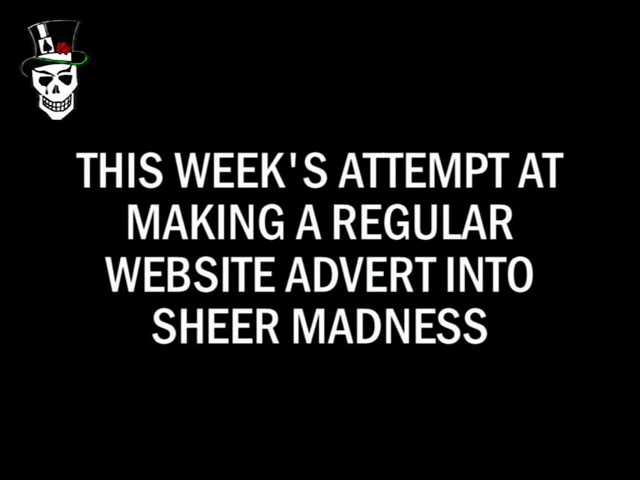 THIS WEEK'S ATTEMPT AT
MAKING A REGULAR
WEBSITE ADVERT INTO
SHEER MADNESS